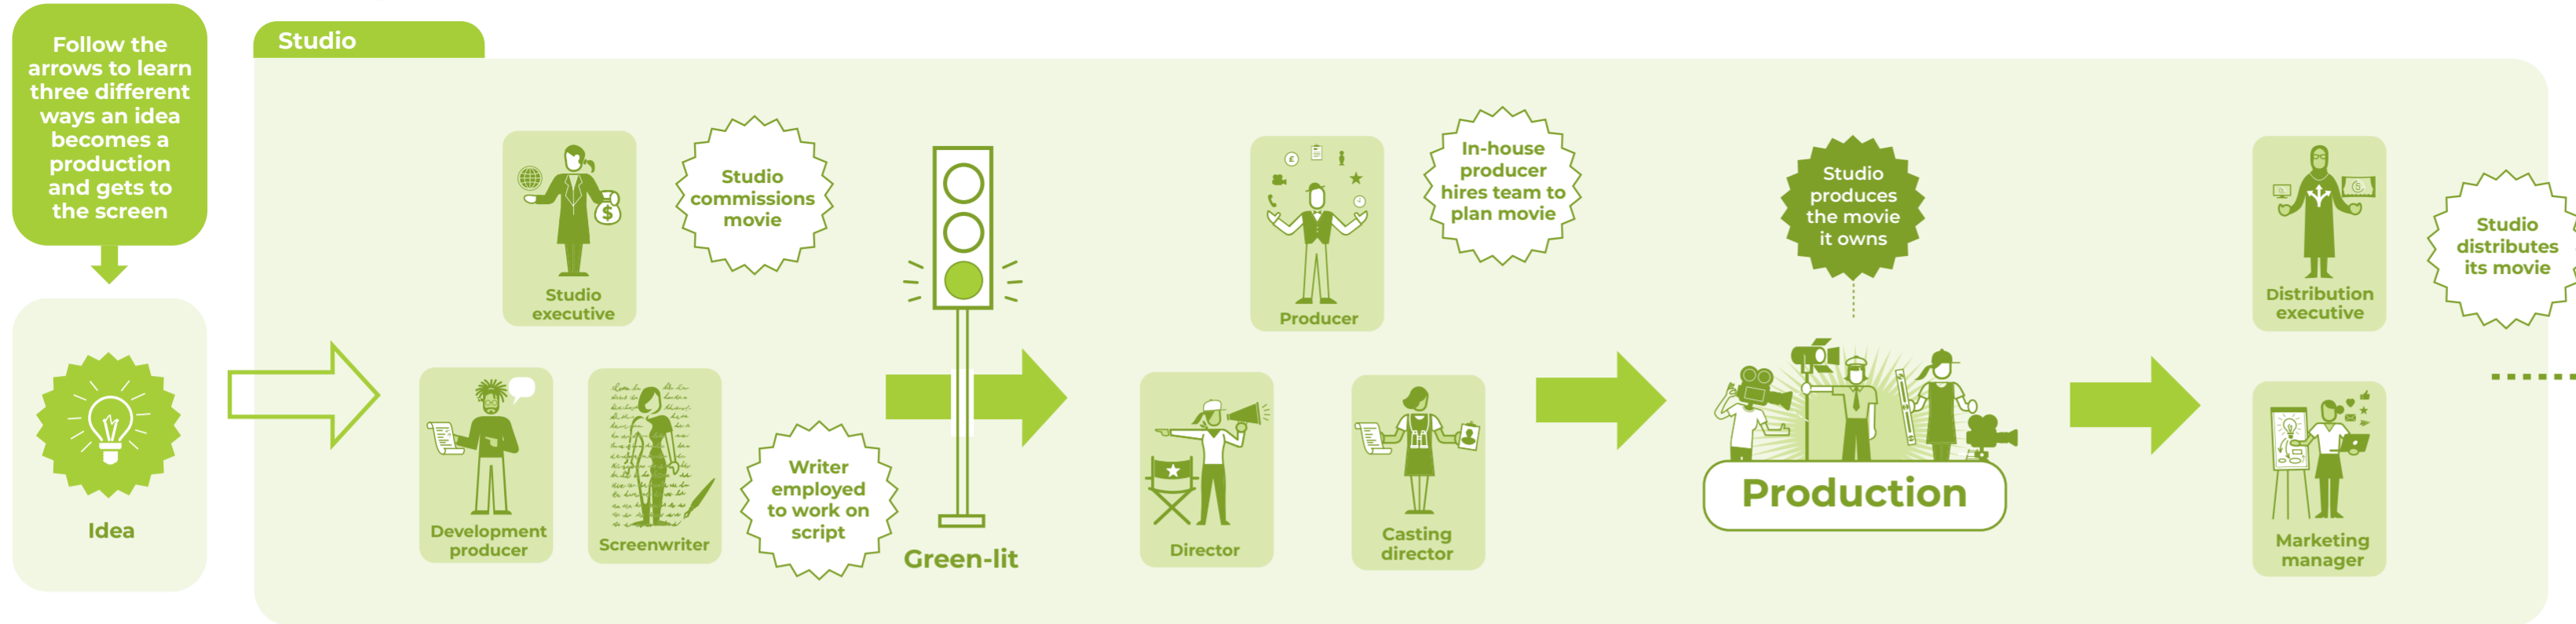 Follow the
arrows to learn
three different
ways an idea
becomes a
production
and gets to
the screen
Idea
Studio
Studio
executive
Studio
commissions
movie
Development
producer
Screenwriter
Writer
employed
to work on
script
Green-lit
Producer
In-house
producer
hires team to
plan movie
Director
Casting
director
Studio
produces
the movie
it owns
Production
Distribution
executive
Studio
distributes
its movie
Marketing
manager